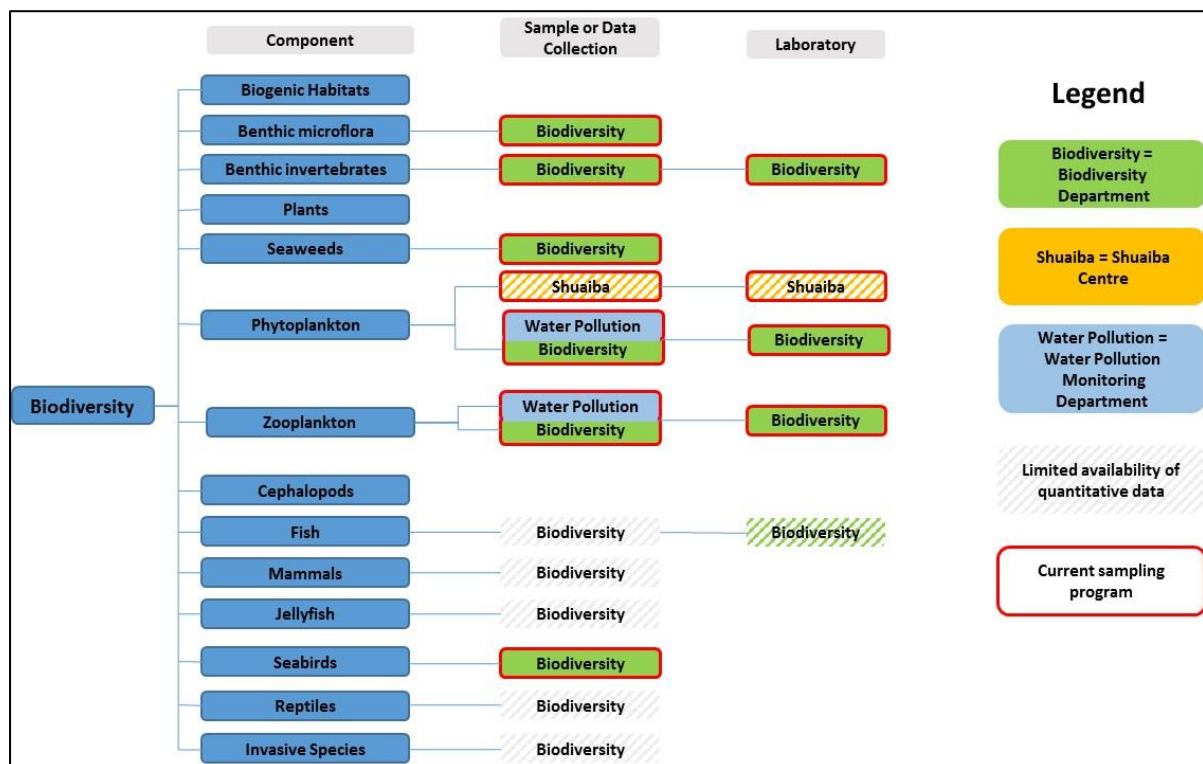 Component
Sample or Data
Collection
Laboratory
Biodiversity
Biogenic Habitats
Benthic microflora
Biodiversity
Benthic invertebrates
Biodiversity
Biodiversity
Plants
Seaweeds
Biodiversity
Phytoplankton
Shuaiba
Shuaiba
Water Pollution
Biodiversity
Biodiversity
Zooplankton
Water Pollution
Biodiversity
Biodiversity
Cephalopods
Fish
Biodiversity
Biodiversity
Mammals
Biodiversity
Jellyfish
Biodiversity
Seabirds
Biodiversity
Reptiles
Biodiversity
Invasive Species
Biodiversity
Legend
Biodiversity =
Biodiversity
Department
Shuaiba = Shuaiba
Centre
Water Pollution =
Water Pollution
Monitoring
Department
Limited availability of
quantitative data
Current sampling
program